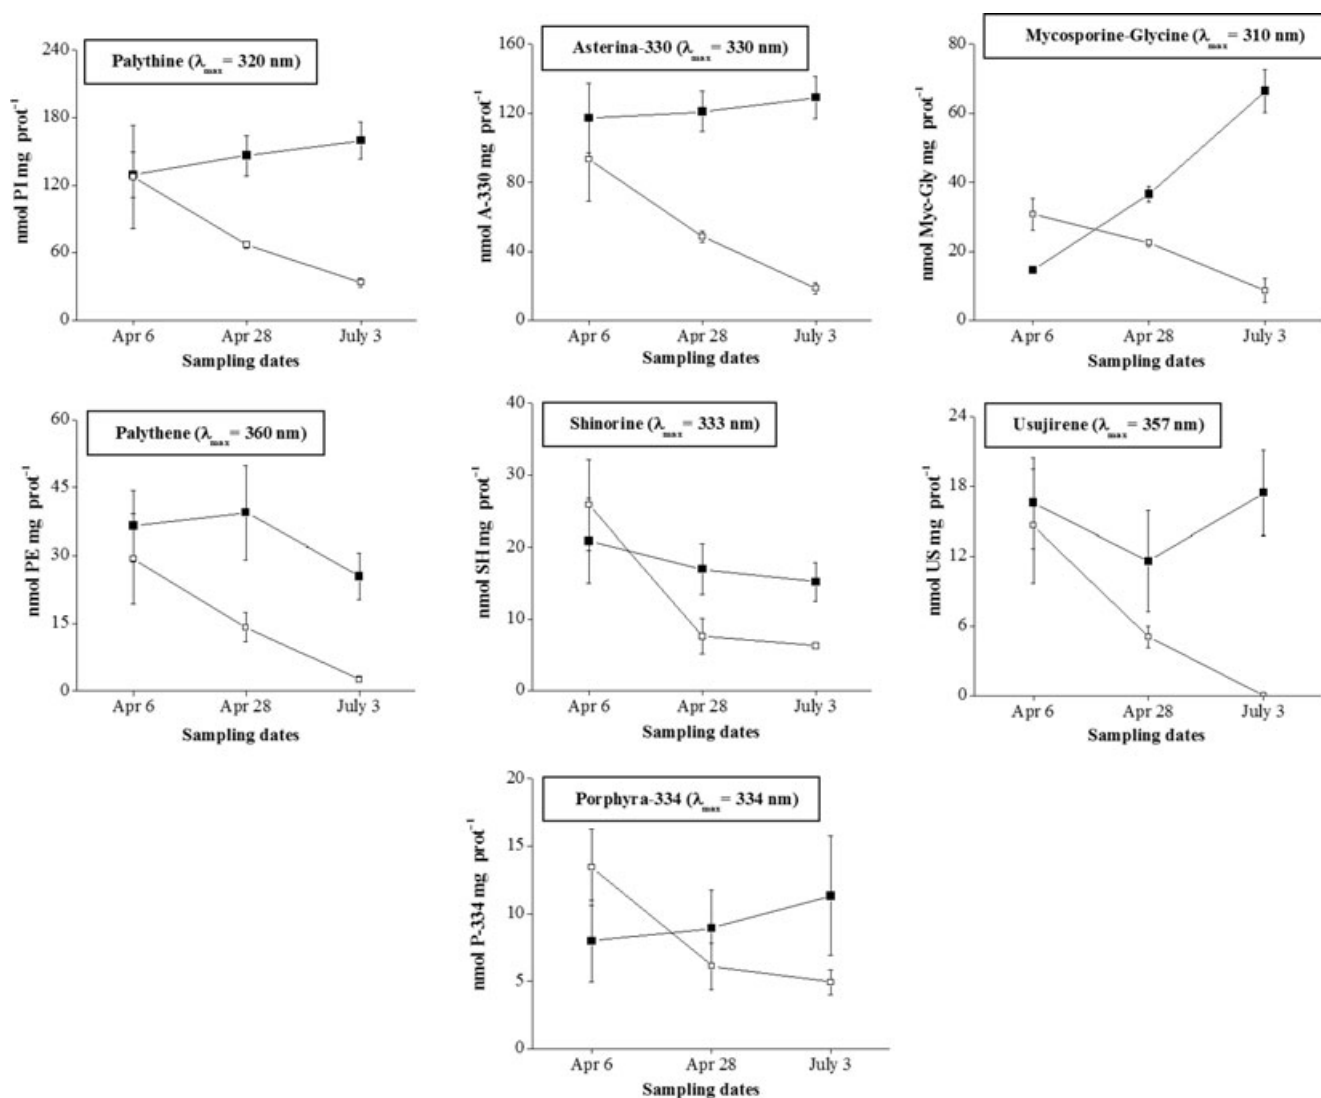 Palythine (λmax = 320 nm)
nmol PI mg prot⁻¹
240
180
120
60
0
Apr 6 Apr 28 July 3
Sampling dates
Asterina-330 (λmax = 330 nm)
nmol A-330 mg prot⁻¹
160
120
80
40
0
Apr 6 Apr 28 July 3
Sampling dates
Mycosporine-Glycine (λmax = 310 nm)
nmol Myc-Gly mg prot⁻¹
80
60
40
20
0
Apr 6 Apr 28 July 3
Sampling dates
Palythene (λmax = 360 nm)
nmol PE mg prot⁻¹
60
45
30
15
0
Apr 6 Apr 28 July 3
Sampling dates
Shinorine (λmax = 333 nm)
nmol SH mg prot⁻¹
40
30
20
10
0
Apr 6 Apr 28 July 3
Sampling dates
Usujirene (λmax = 357 nm)
nmol US mg prot⁻¹
24
18
12
6
0
Apr 6 Apr 28 July 3
Sampling dates
Porphyra-334 (λmax = 334 nm)
nmol P-334 mg prot⁻¹
20
15
10
5
0
Apr 6 Apr 28 July 3
Sampling dates